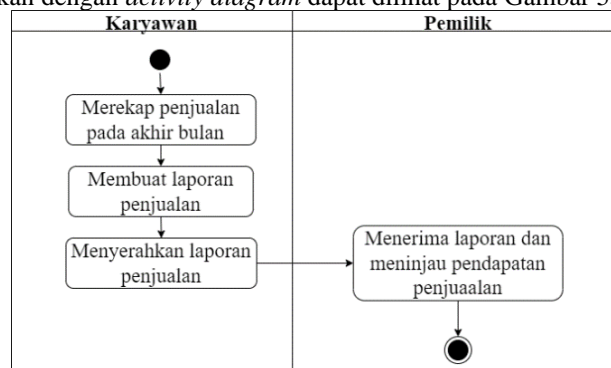 kan dengan activity diagram dapat dilihat pada Gambar 3.
Karyawan
Pemilik
Merekap penjualan
pada akhir bulan
Membuat laporan
penjualan
Menyerahkan laporan
penjualan
Menerima laporan dan
meninjau pendapatan
penjuaalan